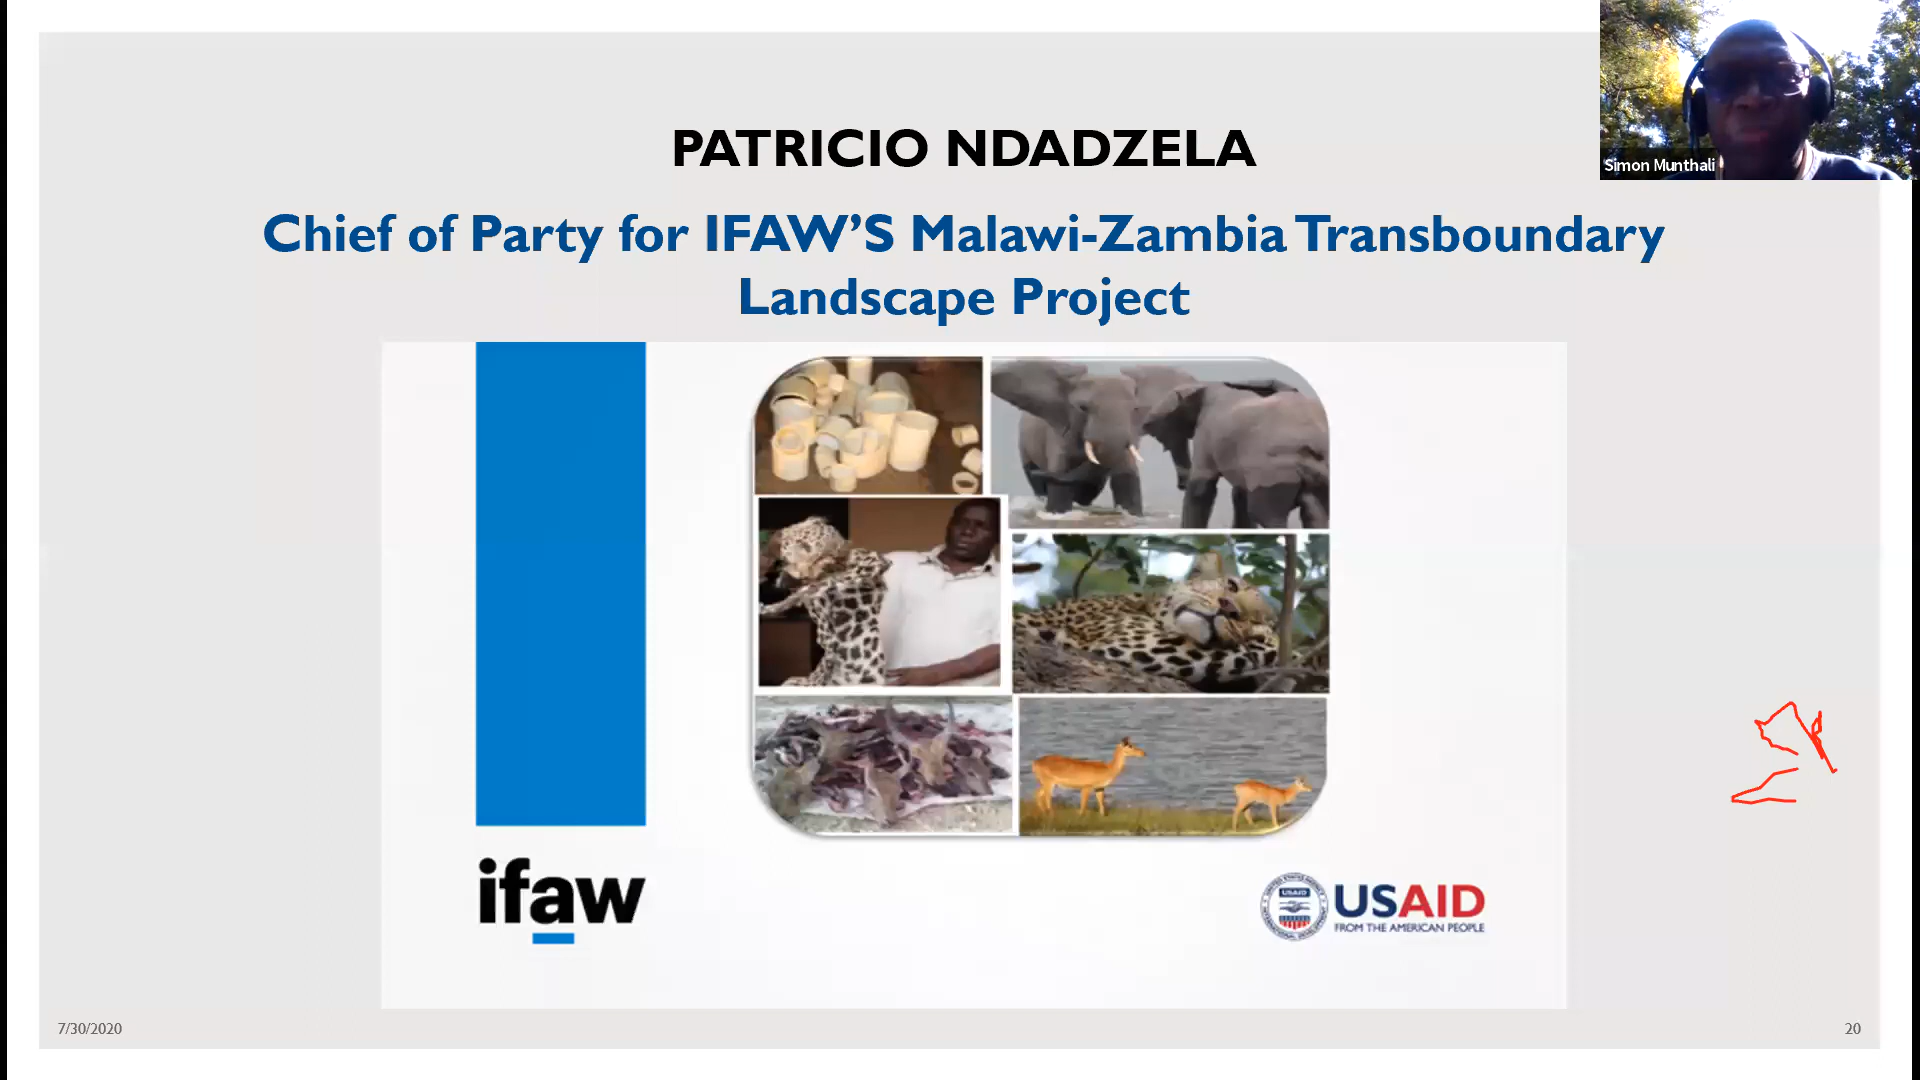 PATRICIO NDADZELA
Simon Munthali
Chief of Party for IFAW'S Malawi-Zambia Transboundary
Landscape Project
ifaw
USAID
USAID
FROM THE AMERICAN PEOPLE
7/30/2020
20